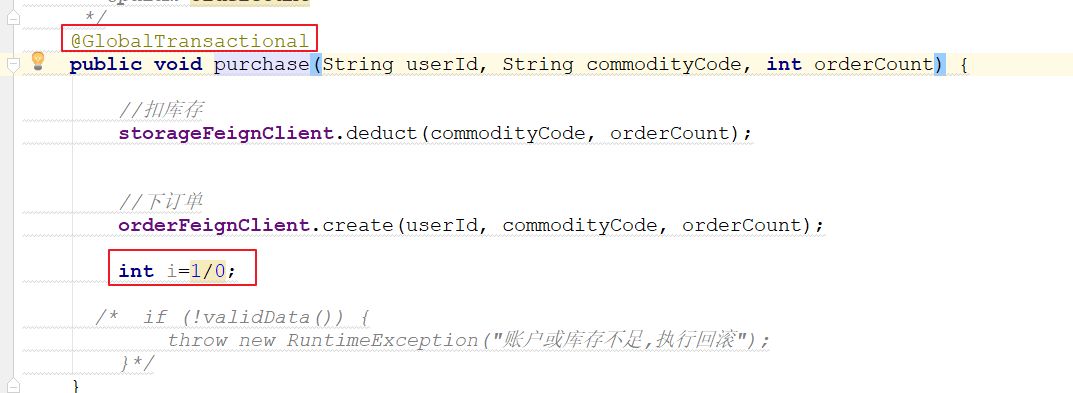 */
@GlobalTransactional
public void purchase(String userId, String commodityCode, int orderCount) {
//扣库存
storageFeignClient.deduct(commodityCode, orderCount);
//下订单
orderFeignClient.create(userId, commodityCode, orderCount);
int i=1/0;
/*  if (!validData()) {
throw new RuntimeException("账户或库存不足,执行回滚");
}*/
}